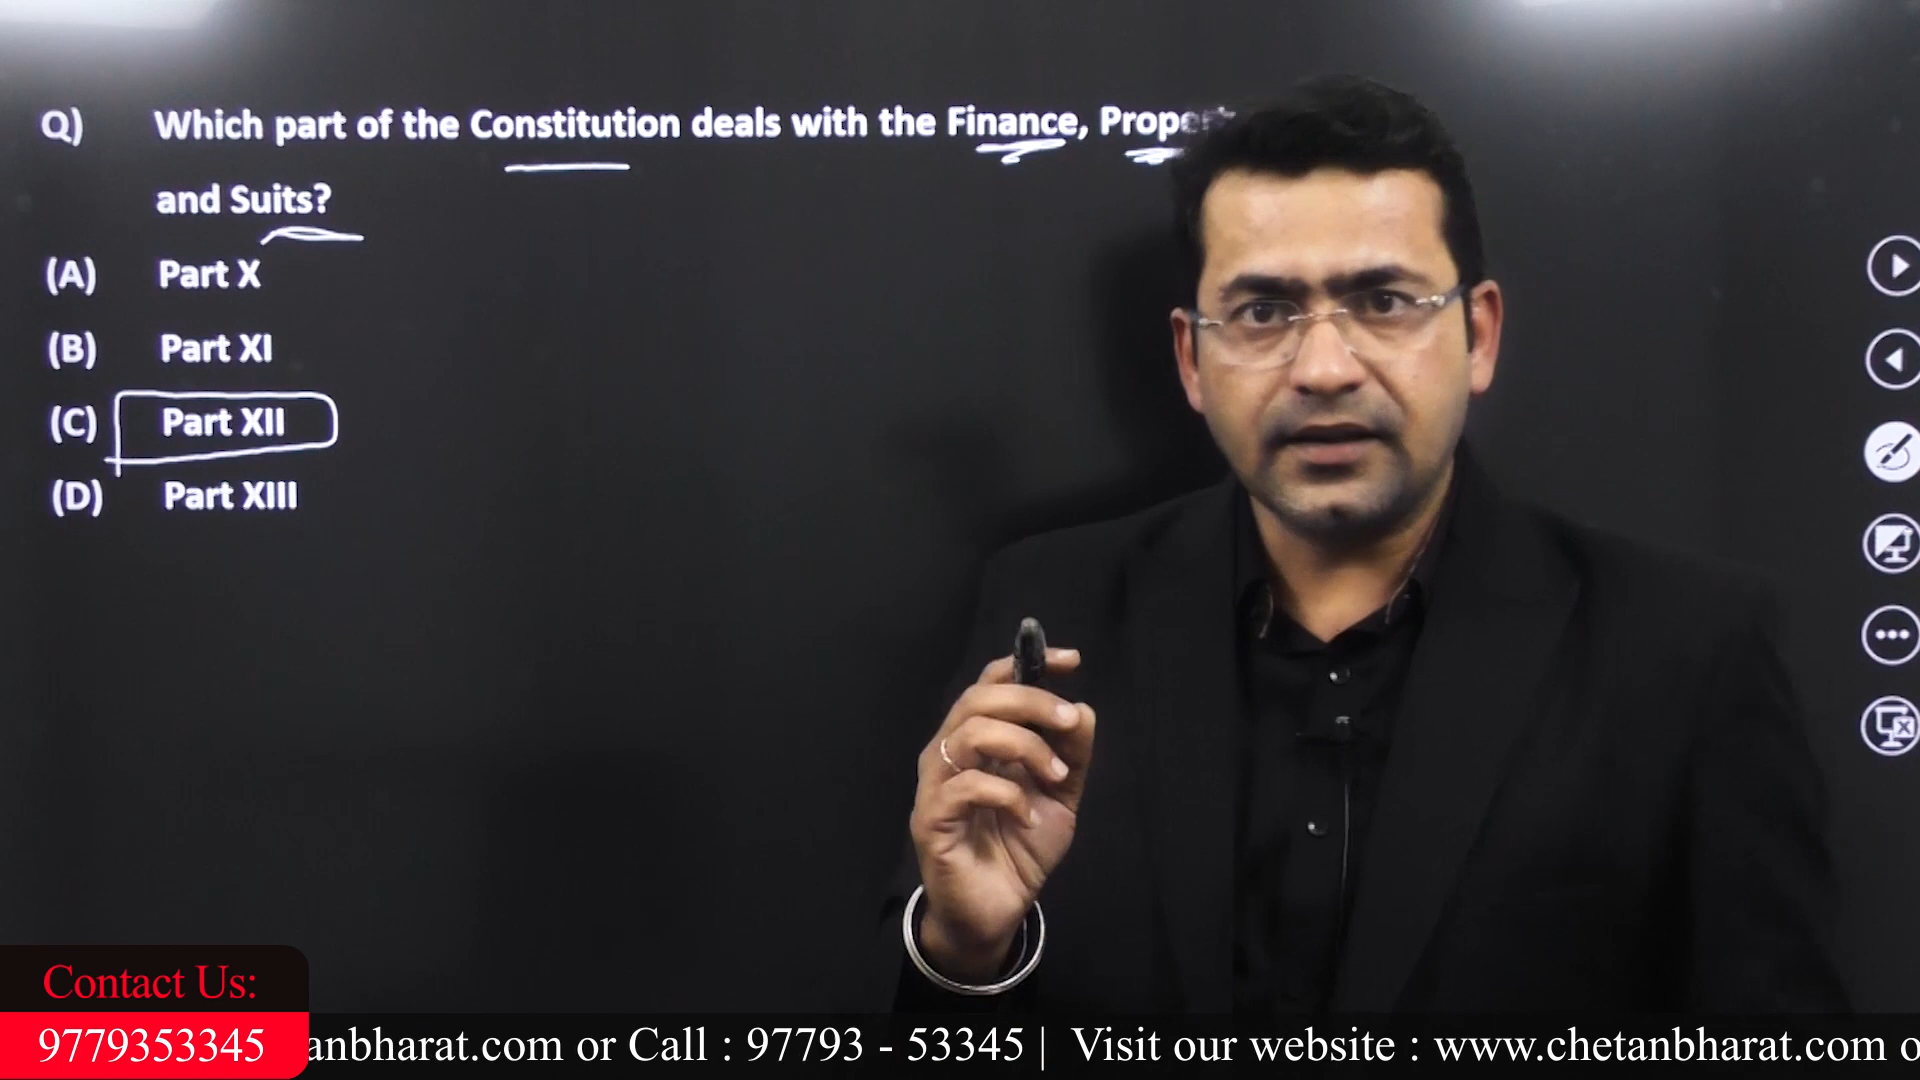 Q) Which part of the Constitution deals with the Finance,
and Suits?
(A) Part X
(B) Part XI
(C) Part XII
(D) Part XIII
Contact Us:
9779353345
anbharat.com or Call : 97793 - 53345 | Visit our website : www.chetanbharat.com o